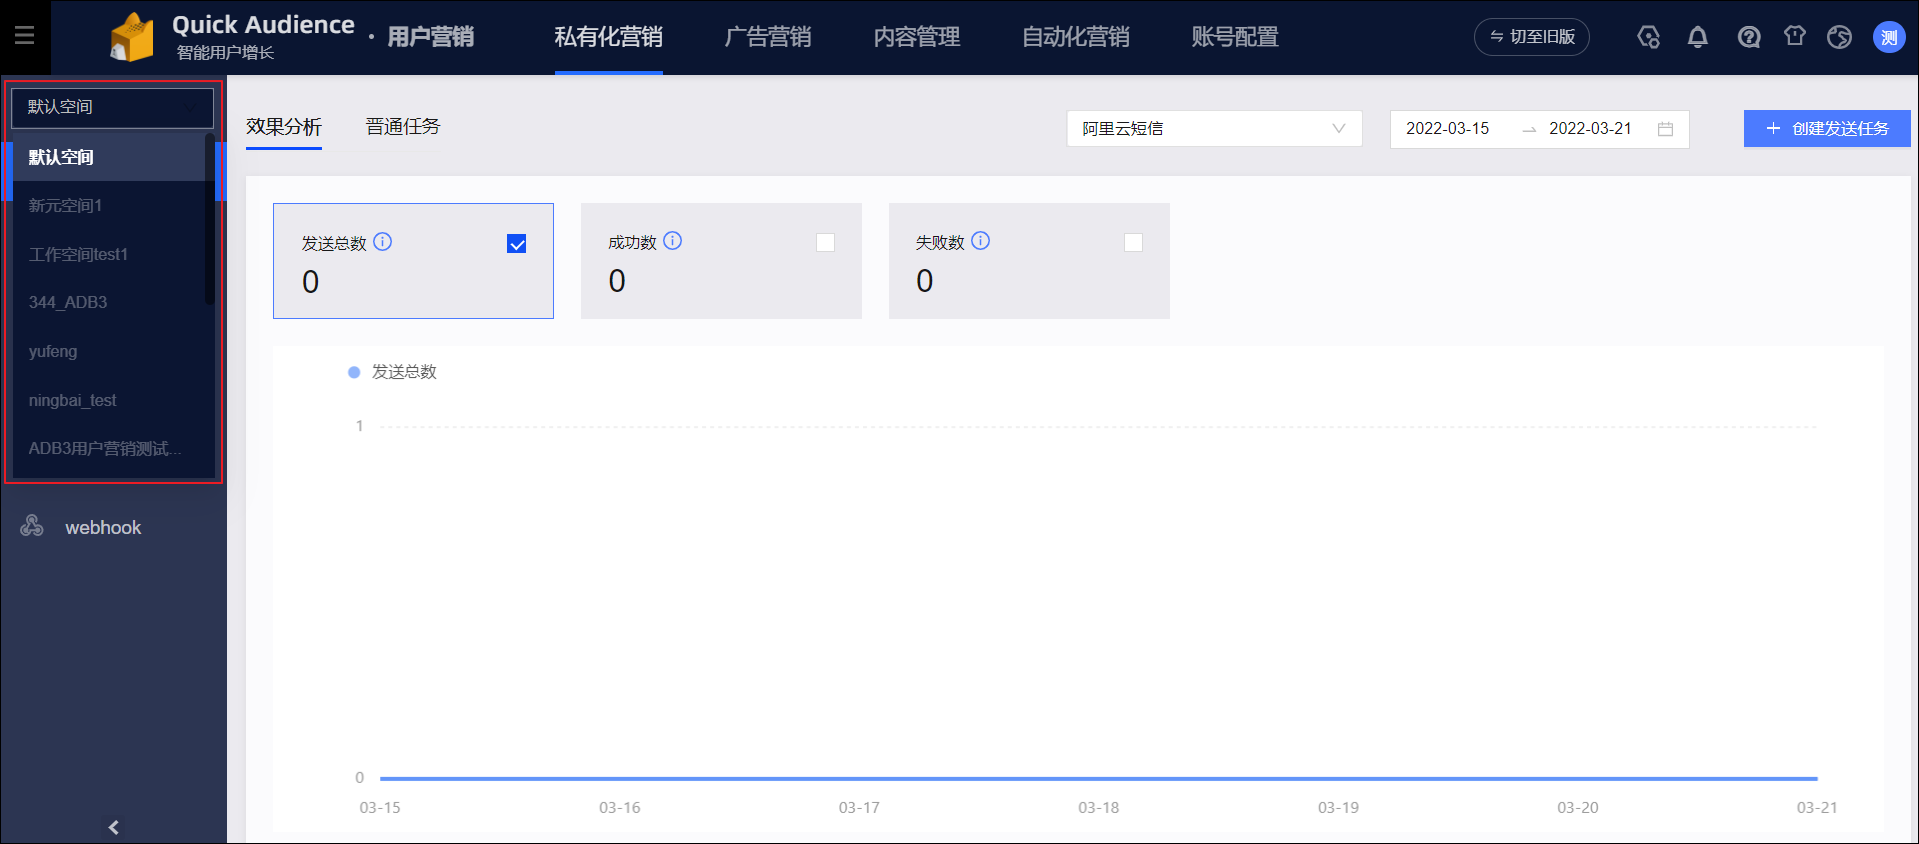 Quick Audience
智能用户增长
· 用户营销
私有化营销
广告营销
内容管理
自动化营销
账号配置
切至旧版
测
默认空间
默认空间
新元空间1
工作空间test1
344_ADB3
yufeng
ningbai_test
ADB3用户营销测试...
webhook
效果分析
普通任务
阿里云短信
2022-03-15
2022-03-21
创建发送任务
发送总数
0
成功数
0
失败数
0
发送总数
1
0
03-15
03-16
03-17
03-18
03-19
03-20
03-21